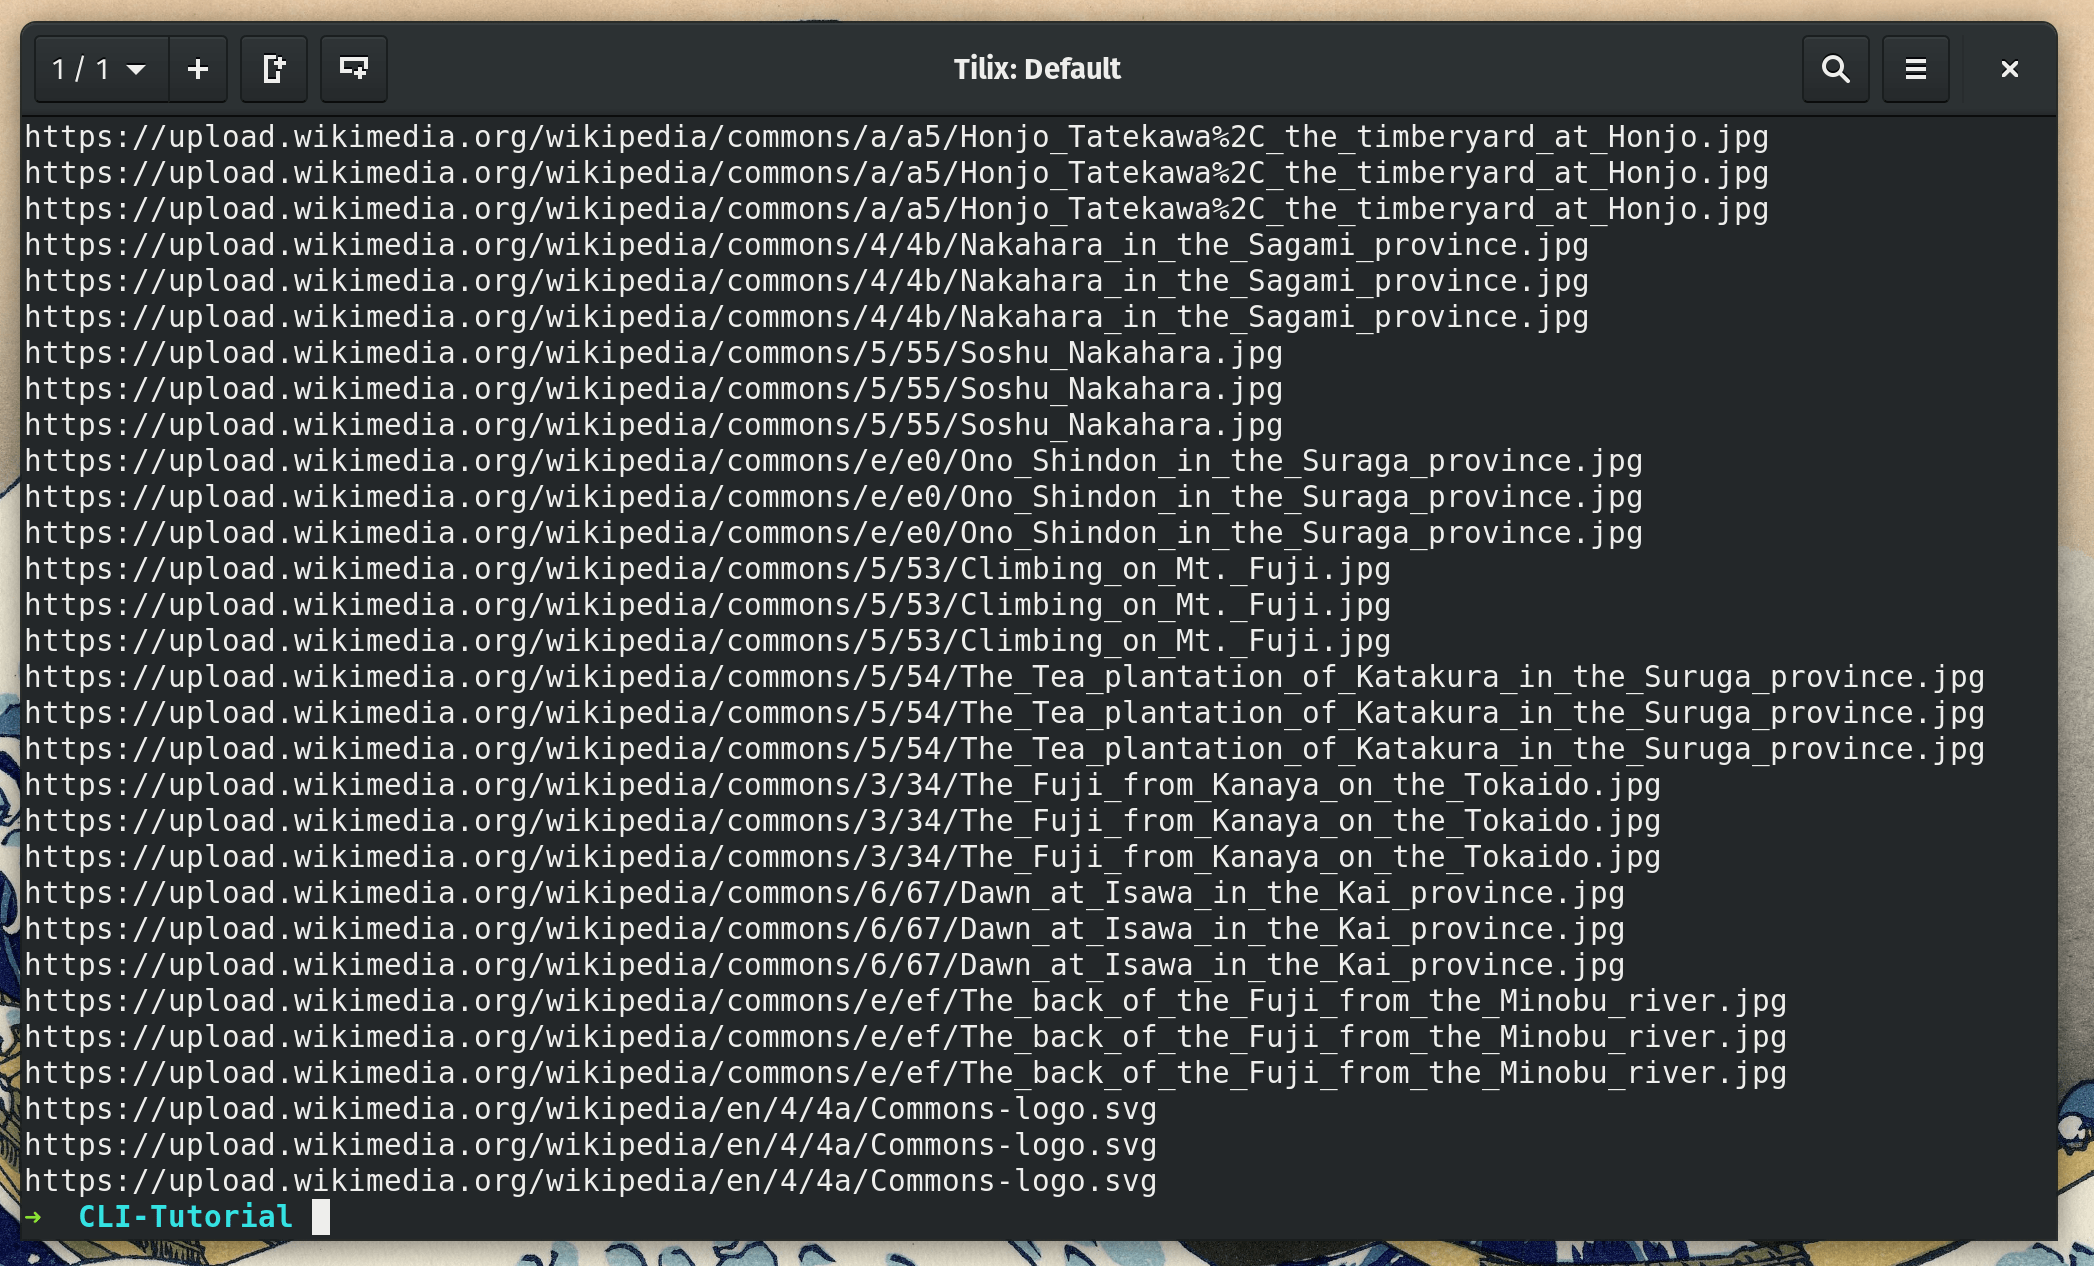 1 / 1
Tilix: Default
https://upload.wikimedia.org/wikipedia/commons/a/a5/Honjo_Tatekawa%2C_the_timberyard_at_Honjo.jpg
https://upload.wikimedia.org/wikipedia/commons/a/a5/Honjo_Tatekawa%2C_the_timberyard_at_Honjo.jpg
https://upload.wikimedia.org/wikipedia/commons/a/a5/Honjo_Tatekawa%2C_the_timberyard_at_Honjo.jpg
https://upload.wikimedia.org/wikipedia/commons/4/4b/Nakahara_in_the_Sagami_province.jpg
https://upload.wikimedia.org/wikipedia/commons/4/4b/Nakahara_in_the_Sagami_province.jpg
https://upload.wikimedia.org/wikipedia/commons/4/4b/Nakahara_in_the_Sagami_province.jpg
https://upload.wikimedia.org/wikipedia/commons/5/55/Soshu_Nakahara.jpg
https://upload.wikimedia.org/wikipedia/commons/5/55/Soshu_Nakahara.jpg
https://upload.wikimedia.org/wikipedia/commons/5/55/Soshu_Nakahara.jpg
https://upload.wikimedia.org/wikipedia/commons/e/e0/Ono_Shindon_in_the_Suraga_province.jpg
https://upload.wikimedia.org/wikipedia/commons/e/e0/Ono_Shindon_in_the_Suraga_province.jpg
https://upload.wikimedia.org/wikipedia/commons/e/e0/Ono_Shindon_in_the_Suraga_province.jpg
https://upload.wikimedia.org/wikipedia/commons/5/53/Climbing_on_Mt._Fuji.jpg
https://upload.wikimedia.org/wikipedia/commons/5/53/Climbing_on_Mt._Fuji.jpg
https://upload.wikimedia.org/wikipedia/commons/5/53/Climbing_on_Mt._Fuji.jpg
https://upload.wikimedia.org/wikipedia/commons/5/54/The_Tea_plantation_of_Katakura_in_the_Suruga_province.jpg
https://upload.wikimedia.org/wikipedia/commons/5/54/The_Tea_plantation_of_Katakura_in_the_Suruga_province.jpg
https://upload.wikimedia.org/wikipedia/commons/5/54/The_Tea_plantation_of_Katakura_in_the_Suruga_province.jpg
https://upload.wikimedia.org/wikipedia/commons/3/34/The_Fuji_from_Kanaya_on_the_Tokaido.jpg
https://upload.wikimedia.org/wikipedia/commons/3/34/The_Fuji_from_Kanaya_on_the_Tokaido.jpg
https://upload.wikimedia.org/wikipedia/commons/3/34/The_Fuji_from_Kanaya_on_the_Tokaido.jpg
https://upload.wikimedia.org/wikipedia/commons/6/67/Dawn_at_Isawa_in_the_Kai_province.jpg
https://upload.wikimedia.org/wikipedia/commons/6/67/Dawn_at_Isawa_in_the_Kai_province.jpg
https://upload.wikimedia.org/wikipedia/commons/6/67/Dawn_at_Isawa_in_the_Kai_province.jpg
https://upload.wikimedia.org/wikipedia/commons/e/ef/The_back_of_the_Fuji_from_the_Minobu_river.jpg
https://upload.wikimedia.org/wikipedia/commons/e/ef/The_back_of_the_Fuji_from_the_Minobu_river.jpg
https://upload.wikimedia.org/wikipedia/commons/e/ef/The_back_of_the_Fuji_from_the_Minobu_river.jpg
https://upload.wikimedia.org/wikipedia/en/4/4a/Commons-logo.svg
https://upload.wikimedia.org/wikipedia/en/4/4a/Commons-logo.svg
https://upload.wikimedia.org/wikipedia/en/4/4a/Commons-logo.svg
➜ CLI-Tutorial